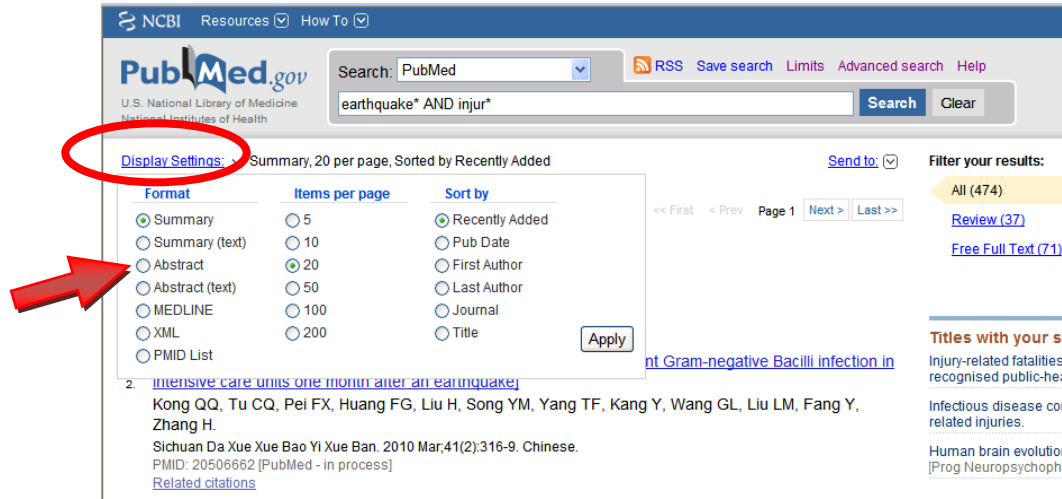 NCBI Resources How To
PubMed.gov
U.S. National Library of Medicine
National Institutes of Health
Search: PubMed
RSS Save search Limits Advanced search Help
earthquake* AND injur*
Search Clear
Display Settings: Summary, 20 per page, Sorted by Recently Added
Send to:
Filter your results:
All (474)
Review (37)
Free Full Text (71)
Format Items per page Sort by
Summary 5 Recently Added
Summary (text) 10 Pub Date
Abstract 20 First Author
Abstract (text) 50 Last Author
MEDLINE 100 Journal
XML 200 Title
PMID List
Apply
<< First < Prev Page 1 Next > Last >>
nt Gram-negative Bacilli infection in
2. intensive care units one month after an earthquake]
Kong QQ, Tu CQ, Pei FX, Huang FG, Liu H, Song YM, Yang TF, Kang Y, Wang GL, Liu LM, Fang Y,
Zhang H.
Sichuan Da Xue Xue Bao Yi Xue Ban. 2010 Mar;41(2):316-9. Chinese.
PMID: 20506662 [PubMed - in process]
Related citations
Titles with your s
Injury-related fatalities
recognised public-hea
Infectious disease co
related injuries.
Human brain evolution
[Prog Neuropsychoph